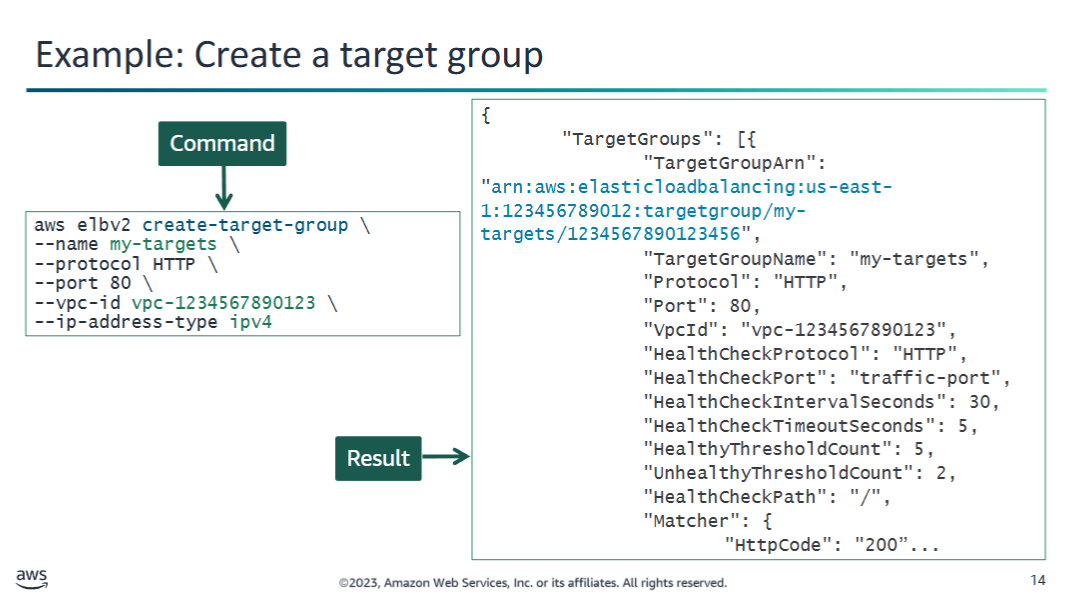 Example: Create a target group
Command
aws elbv2 create-target-group \
--name my-targets \
--protocol HTTP \
--port 80 \
--vpc-id vpc-1234567890123 \
--ip-address-type ipv4
Result
{
"TargetGroups": [{
"TargetGroupArn":
"arn:aws:elasticloadbalancing:us-east-
1:123456789012:targetgroup/my-
targets/1234567890123456",
"TargetGroupName": "my-targets",
"Protocol": "HTTP",
"Port": 80,
"VpcId": "vpc-1234567890123",
"HealthCheckProtocol": "HTTP",
"HealthCheckPort": "traffic-port",
"HealthCheckIntervalSeconds": 30,
"HealthCheckTimeoutSeconds": 5,
"HealthyThresholdCount": 5,
"UnhealthyThresholdCount": 2,
"HealthCheckPath": "/",
"Matcher": {
"HttpCode": "200”...
aws
©2023, Amazon Web Services, Inc. or its affiliates. All rights reserved.
14